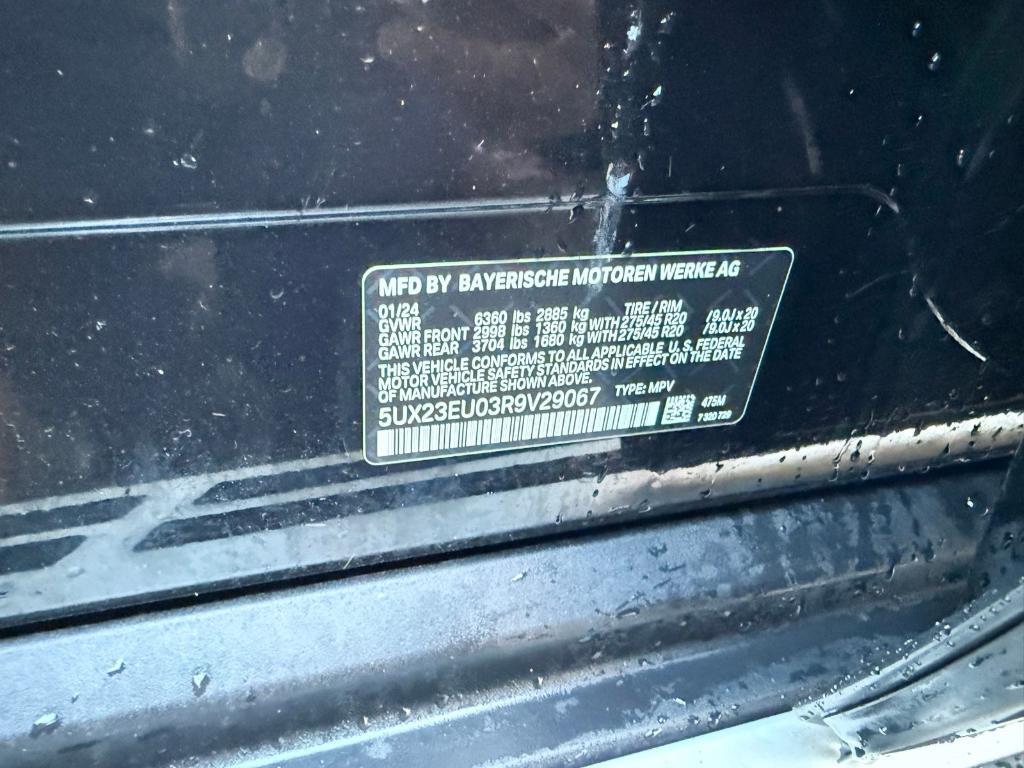 MFD BY BAYERISCHE MOTOREN WERKE AG
01/24 TIRE / RIM
GVWR 6360 lbs 2885 kg
GAWR FRONT 2998 lbs 1360 kg WITH 275/45 R20 /9.0J x 20
GAWR REAR 3704 lbs 1680 kg WITH 275/45 R20 /9.0J x 20
THIS VEHICLE CONFORMS TO ALL APPLICABLE U. S. FEDERAL
MOTOR VEHICLE SAFETY STANDARDS IN EFFECT ON THE DATE
OF MANUFACTURE SHOWN ABOVE.
TYPE: MPV
5UX23EU03R9V29067
475M
7 320 729